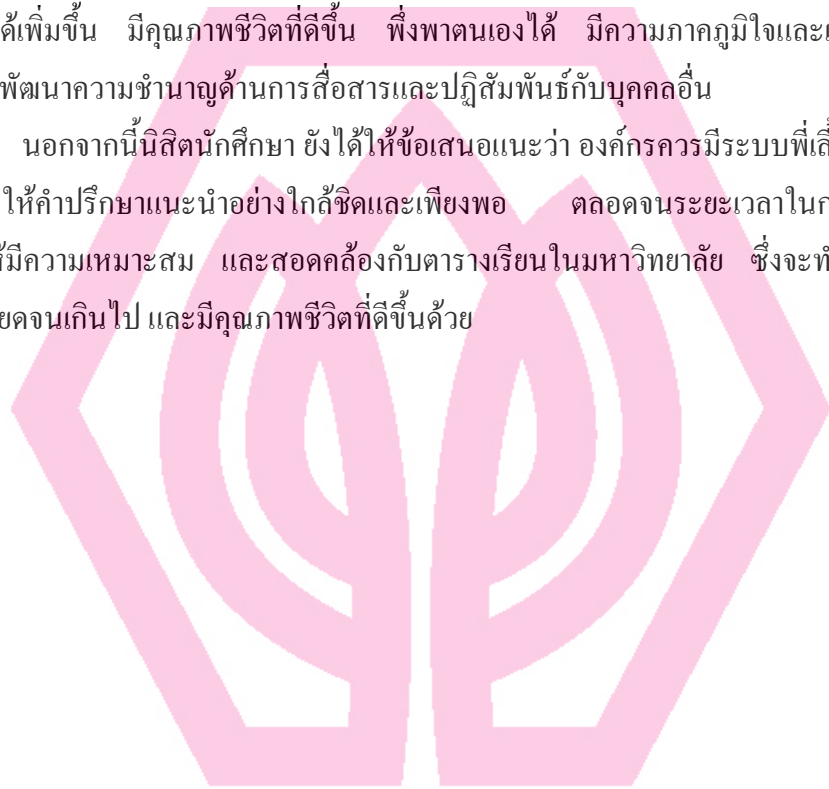 ด้เพิ่มขึ้น มีคุณภาพชีวิตที่ดีขึ้น พึ่งพาตนเองได้ มีความภาคภูมิใจและเ
พัฒนาความชำนาญด้านการสื่อสารและปฏิสัมพันธ์กับบุคคลอื่น
นอกจากนี้นิสิตนักศึกษา ยังได้ให้ข้อเสนอแนะว่า องค์กรควรมีระบบพี่เลี้
ให้คำปรึกษาแนะนำอย่างใกล้ชิดและเพียงพอ ตลอดจนระยะเวลาในก
ห้มีความเหมาะสม และสอดคล้องกับตารางเรียนในมหาวิทยาลัย ซึ่งจะทำ
ยดจนเกินไป และมีคุณภาพชีวิตที่ดีขึ้นด้วย